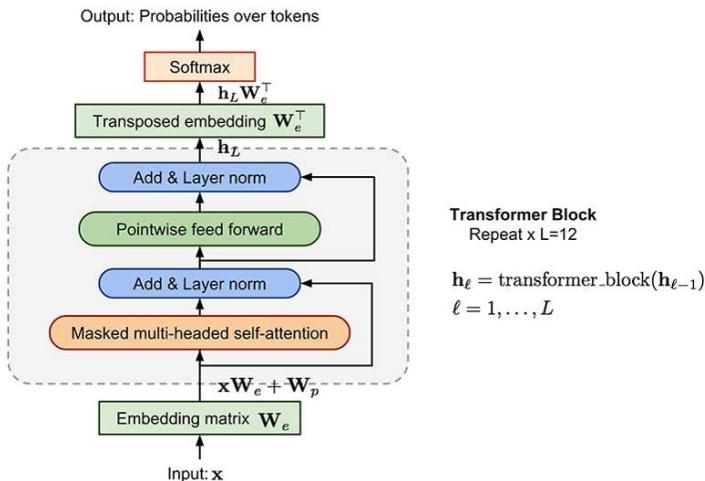 Output: Probabilities over tokens
Softmax
h_L W_e^⊤
Transposed embedding W_e^⊤
h_L
Add & Layer norm
Pointwise feed forward
Add & Layer norm
Masked multi-headed self-attention
xW_e + W_p
Embedding matrix W_e
Input: x
Transformer Block
Repeat x L=12
h_ℓ = transformer_block(h_{ℓ−1})
ℓ = 1, . . . , L